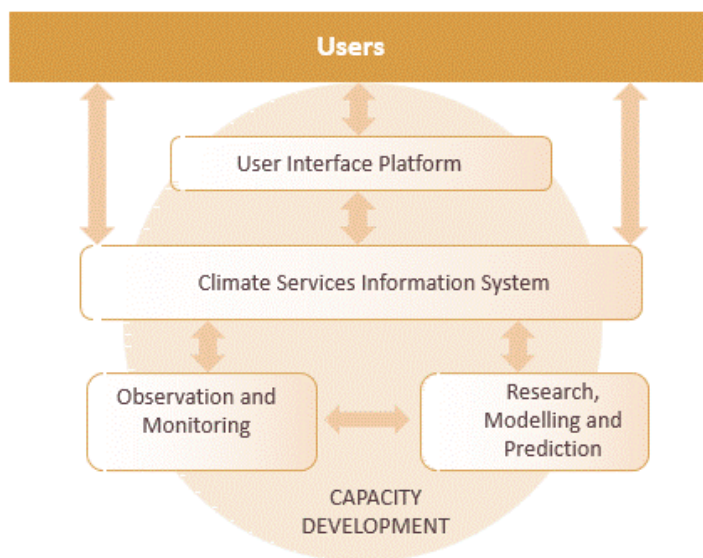 Users
User Interface Platform
Climate Services Information System
Observation and
Monitoring
Research,
Modelling and
Prediction
CAPACITY
DEVELOPMENT